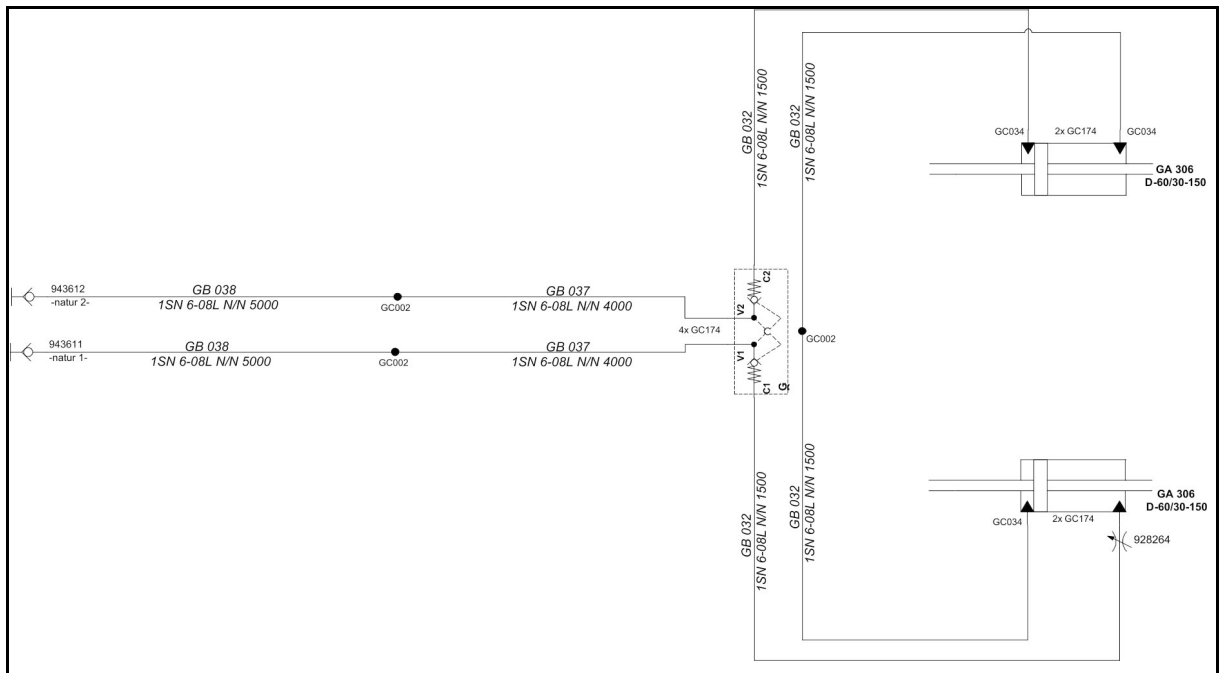 GB 032
1SN 6-08L N/N 1500
GB 032
1SN 6-08L N/N 1500
GC034
2x GC174
GC034
GA 306
D-60/30-150
943612
-natur 2-
GB 038
1SN 6-08L N/N 5000
GC002
GB 037
1SN 6-08L N/N 4000
C2
V2
4x GC174
GC002
943611
-natur 1-
GB 038
1SN 6-08L N/N 5000
GC002
GB 037
1SN 6-08L N/N 4000
V1
C1
GB 032
1SN 6-08L N/N 1500
GB 032
1SN 6-08L N/N 1500
GA 306
D-60/30-150
GC034
2x GC174
928264